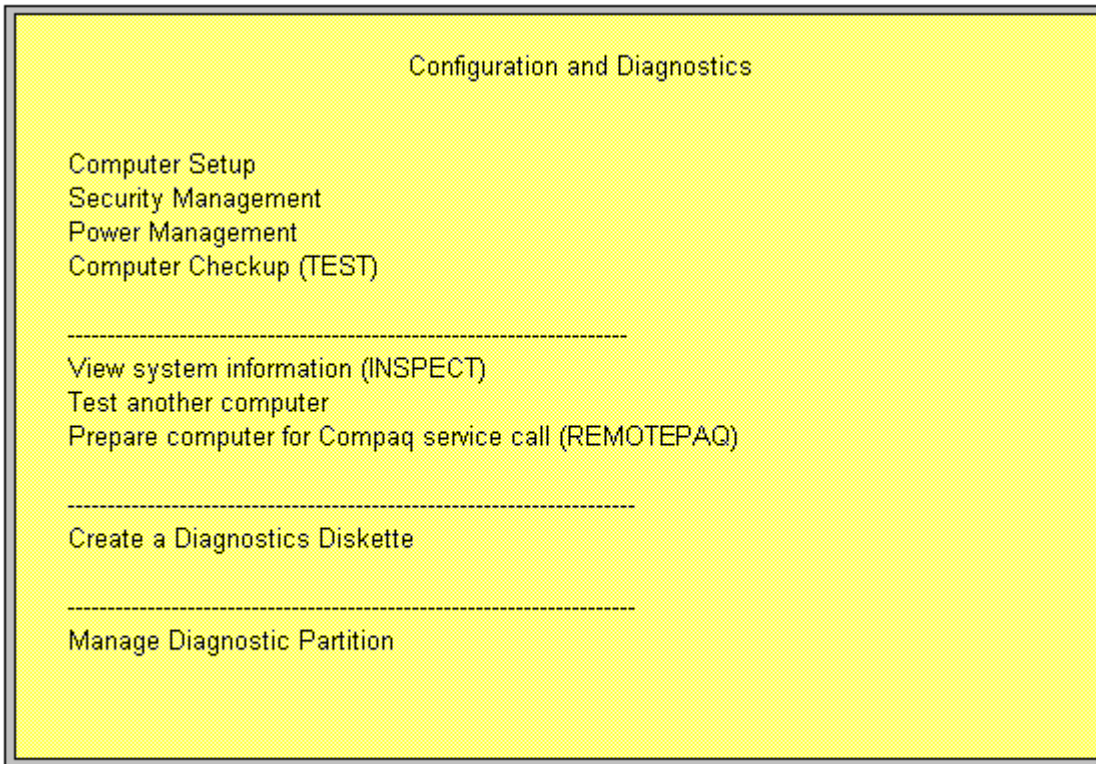 Configuration and Diagnostics
Computer Setup
Security Management
Power Management
Computer Checkup (TEST)
----------------------------------------------------------------------
View system information (INSPECT)
Test another computer
Prepare computer for Compaq service call (REMOTEPAQ)
-----------------------------------------------------------------------
Create a Diagnostics Diskette
-----------------------------------------------------------------------
Manage Diagnostic Partition